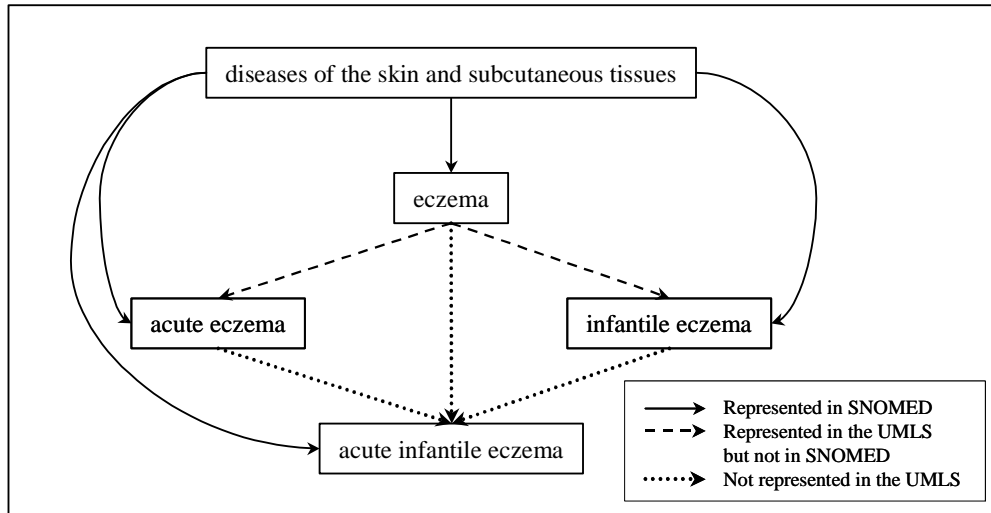 diseases of the skin and subcutaneous tissues
eczema
acute eczema
infantile eczema
acute infantile eczema
Represented in SNOMED
Represented in the UMLS
but not in SNOMED
Not represented in the UMLS